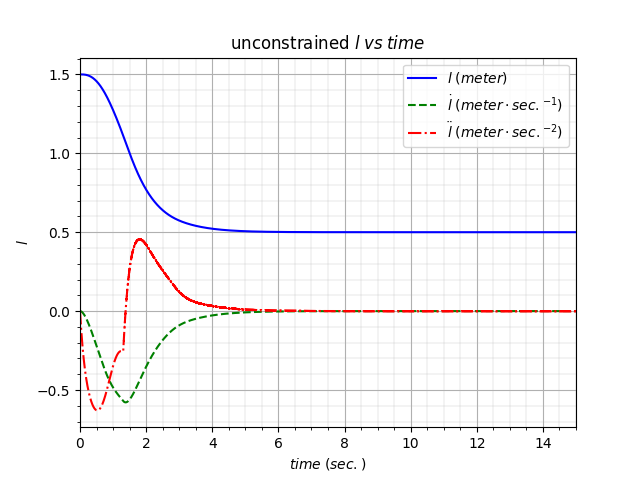 unconstrained l vs time
l (meter)
l̇ (meter · sec.⁻¹)
l̈ (meter · sec.⁻²)
1.5
1.0
0.5
0.0
−0.5
l
0 2 4 6 8 10 12 14
time (sec. )